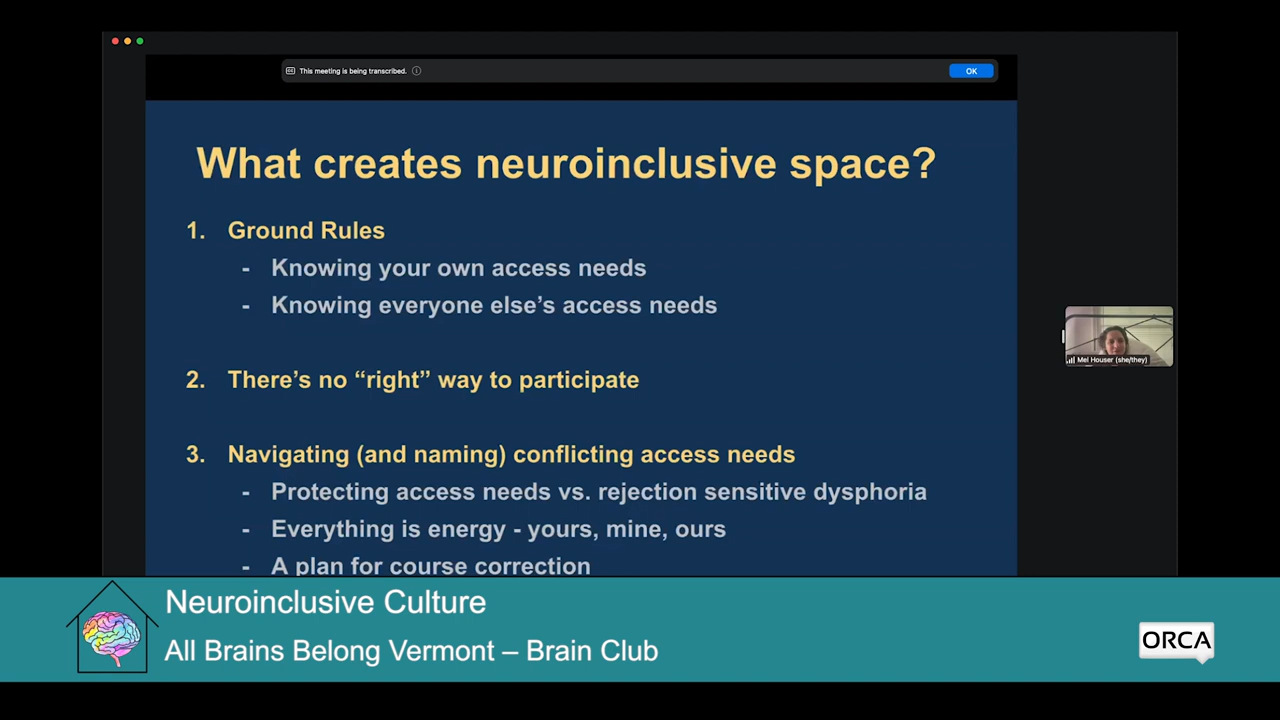 This meeting is being transcribed.
OK
What creates neuroinclusive space?
1. Ground Rules
- Knowing your own access needs
- Knowing everyone else’s access needs
2. There’s no “right” way to participate
3. Navigating (and naming) conflicting access needs
- Protecting access needs vs. rejection sensitive dysphoria
- Everything is energy - yours, mine, ours
- A plan for course correction
Mel Houser (she/they)
Neuroinclusive Culture
All Brains Belong Vermont – Brain Club
ORCA